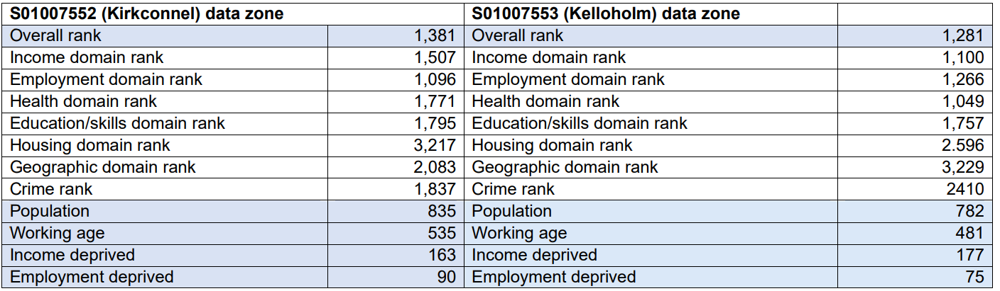 S01007552 (Kirkconnel) data zone S01007553 (Kelloholm) data zone
Overall rank 1,381 Overall rank 1,281
Income domain rank 1,507 Income domain rank 1,100
Employment domain rank 1,096 Employment domain rank 1,266
Health domain rank 1,771 Health domain rank 1,049
Education/skills domain rank 1,795 Education/skills domain rank 1,757
Housing domain rank 3,217 Housing domain rank 2.596
Geographic domain rank 2,083 Geographic domain rank 3,229
Crime rank 1,837 Crime rank 2410
Population 835 Population 782
Working age 535 Working age 481
Income deprived 163 Income deprived 177
Employment deprived 90 Employment deprived 75